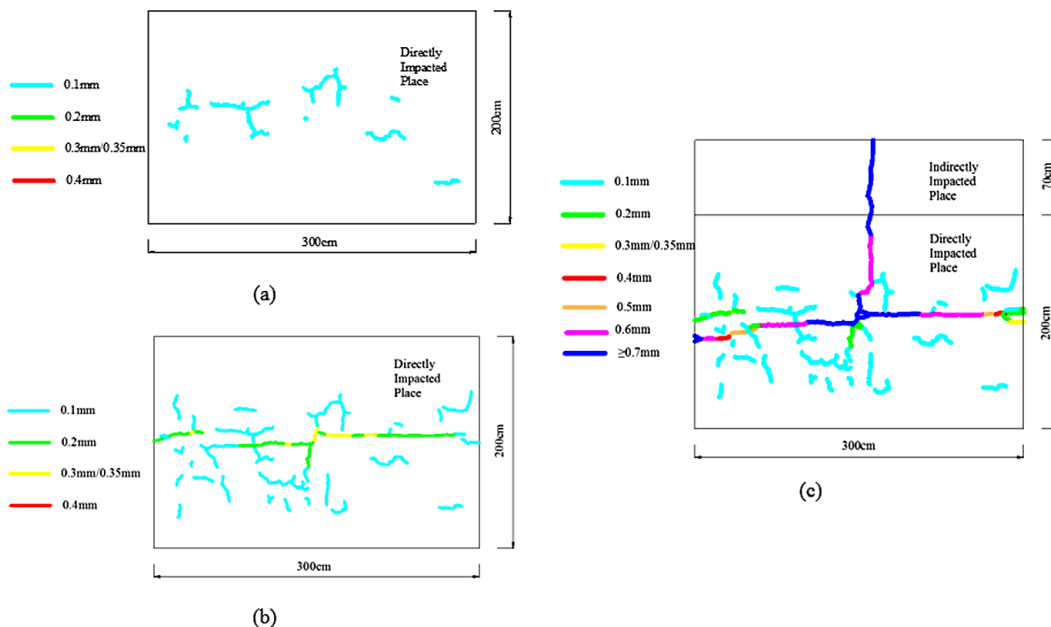 Directly
Impacted
Place
0.1mm
0.2mm
0.3mm/0.35mm
0.4mm
200cm
300cm
(a)
Directly
Impacted
Place
0.1mm
0.2mm
0.3mm/0.35mm
0.4mm
200cm
300cm
(b)
Indirectly
Impacted
Place
70cm
0.1mm
0.2mm
0.3mm/0.35mm
0.4mm
0.5mm
0.6mm
≥0.7mm
Directly
Impacted
Place
200cm
300cm
(c)